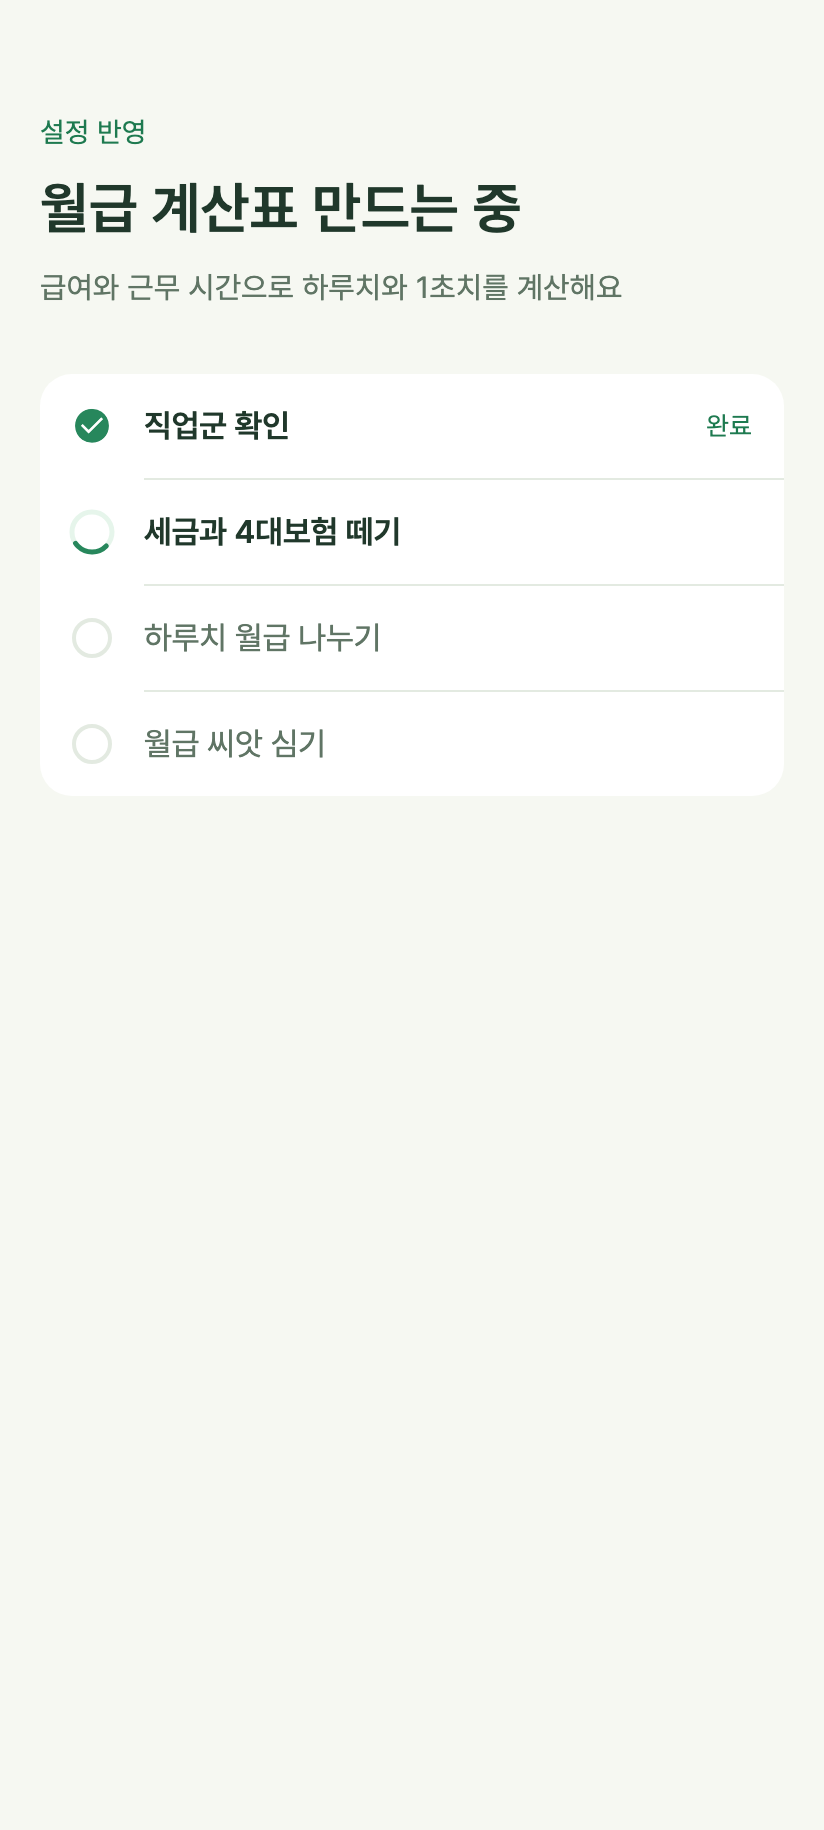 설정 반영
월급 계산표 만드는 중
급여와 근무 시간으로 하루치와 1초치를 계산해요
직업군 확인
완료
세금과 4대보험 떼기
하루치 월급 나누기
월급 씨앗 심기